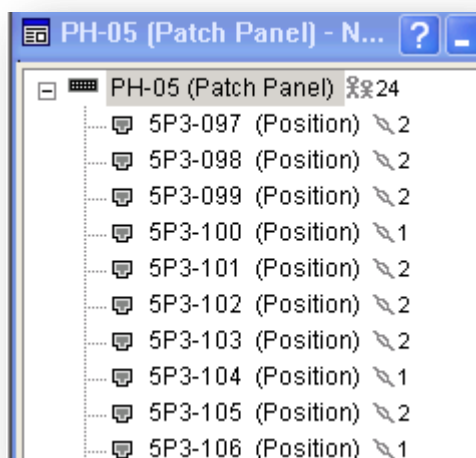 PH-05 (Patch Panel) - N...
PH-05 (Patch Panel) 24
5P3-097 (Position) 2
5P3-098 (Position) 2
5P3-099 (Position) 2
5P3-100 (Position) 1
5P3-101 (Position) 2
5P3-102 (Position) 2
5P3-103 (Position) 2
5P3-104 (Position) 1
5P3-105 (Position) 2
5P3-106 (Position) 1